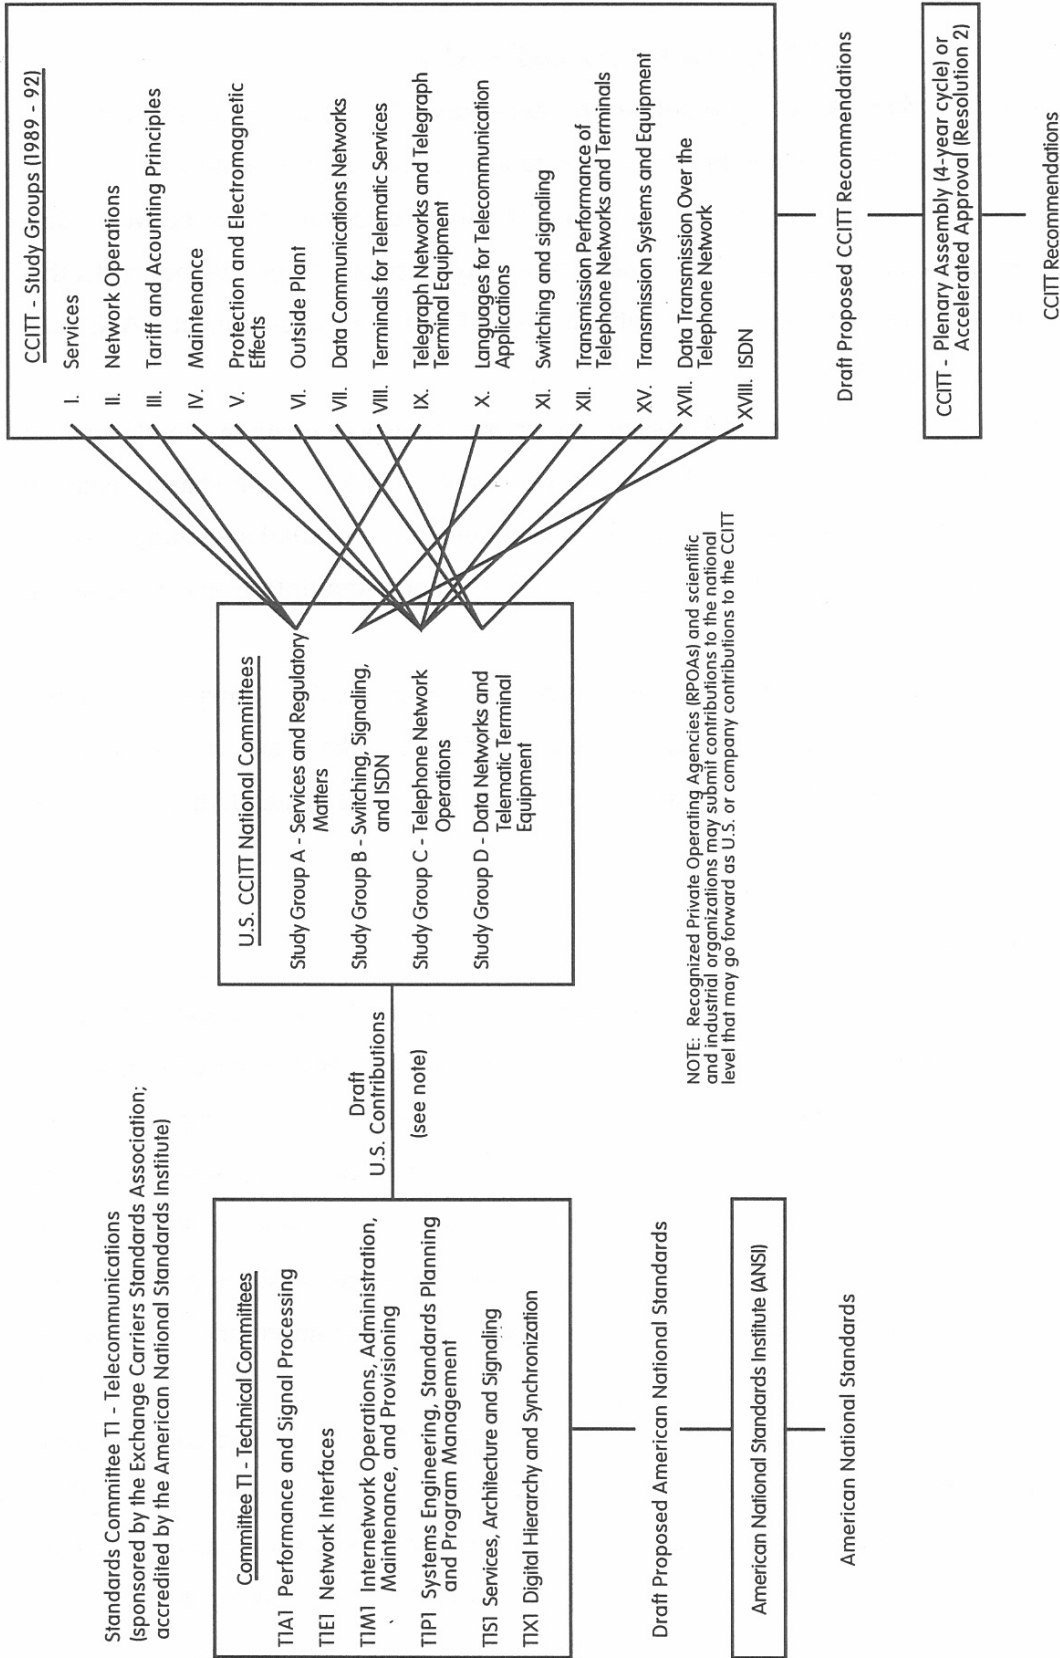 Standards Committee T1 - Telecommunications
(sponsored by the Exchange Carriers Standards Association;
accredited by the American National Standards Institute)
Committee T1 - Technical Committees
T1A1 Performance and Signal Processing
T1E1 Network Interfaces
T1M1 Internetwork Operations, Administration,
Maintenance, and Provisioning
T1P1 Systems Engineering, Standards Planning
and Program Management
T1S1 Services, Architecture and Signaling
T1X1 Digital Hierarchy and Synchronization
Draft Proposed American National Standards
American National Standards Institute (ANSI)
American National Standards
Draft
U.S. Contributions
(see note)
U.S. CCITT National Committees
Study Group A - Services and Regulatory
Matters
Study Group B - Switching, Signaling,
and ISDN
Study Group C - Telephone Network
Operations
Study Group D - Data Networks and
Telematic Terminal
Equipment
NOTE: Recognized Private Operating Agencies (RPOAs) and scientific
and industrial organizations may submit contributions to the national
level that may go forward as U.S. or company contributions to the CCITT
CCITT - Study Groups (1989 - 92)
I. Services
II. Network Operations
III. Tariff and Acounting Principles
IV. Maintenance
V. Protection and Electromagnetic
Effects
VI. Outside Plant
VII. Data Communications Networks
VIII. Terminals for Telematic Services
IX. Telegraph Networks and Telegraph
Terminal Equipment
X. Languages for Telecommunication
Applications
XI. Switching and signaling
XII. Transmission Performance of
Telephone Networks and Terminals
XV. Transmission Systems and Equipment
XVII. Data Transmission Over the
Telephone Network
XVIII. ISDN
Draft Proposed CCITT Recommendations
CCITT - Plenary Assembly (4-year cycle) or
Accelerated Approval (Resolution 2)
CCITT Recommendations